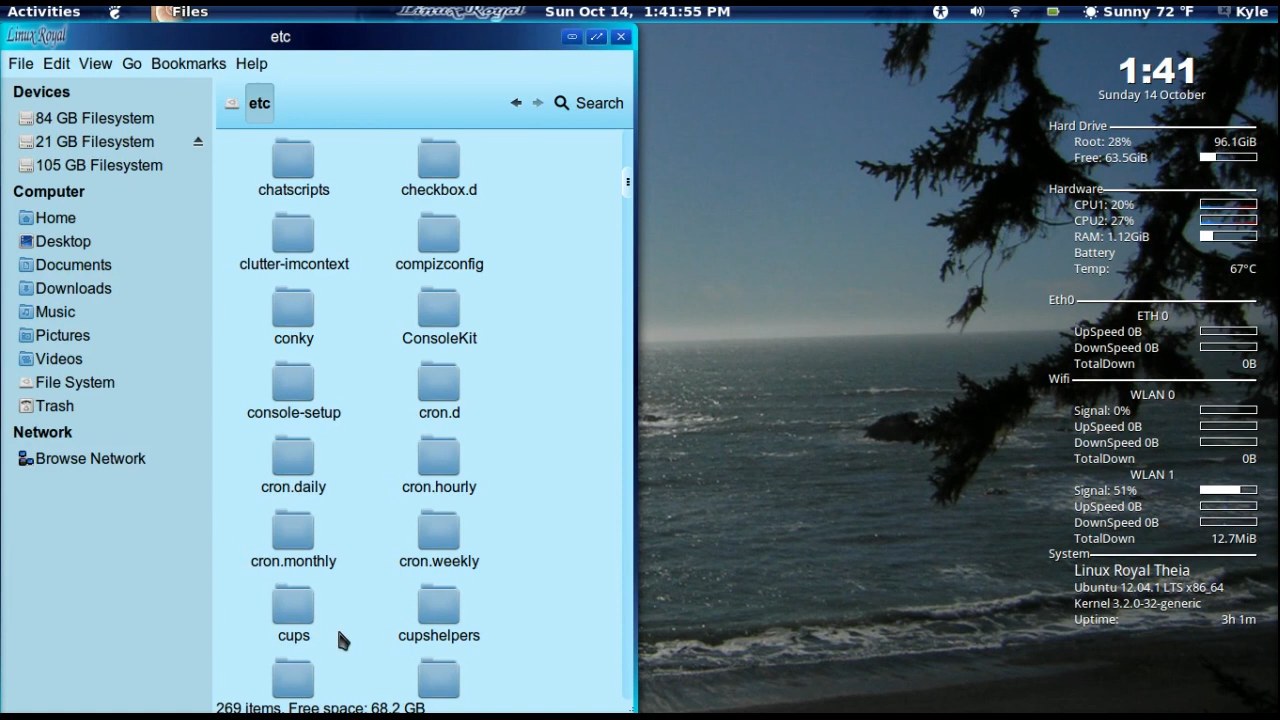 Activities Files Linux Royal Sun Oct 14, 1:41:55 PM Sunny 72 °F Kyle
Linux Royal etc
File Edit View Go Bookmarks Help
Devices
84 GB Filesystem
21 GB Filesystem
105 GB Filesystem
Computer
Home
Desktop
Documents
Downloads
Music
Pictures
Videos
File System
Trash
Network
Browse Network
etc Search
chatscripts checkbox.d
clutter-imcontext compizconfig
conky ConsoleKit
console-setup cron.d
cron.daily cron.hourly
cron.monthly cron.weekly
cups cupshelpers
269 items, Free space: 68.2 GB
1:41
Sunday 14 October
Hard Drive
Root: 28% 96.1GiB
Free: 63.5GiB
Hardware
CPU1: 20%
CPU2: 27%
RAM: 1.12GiB
Battery
Temp: 67°C
Eth0
ETH 0
UpSpeed 0B
DownSpeed 0B
TotalDown 0B
Wifi
WLAN 0
Signal: 0%
UpSpeed 0B
DownSpeed 0B
TotalDown 0B
WLAN 1
Signal: 51%
UpSpeed 0B
DownSpeed 0B
TotalDown 12.7MiB
System
Linux Royal Theia
Ubuntu 12.04.1 LTS x86_64
Kernel 3.2.0-32-generic
Uptime: 3h 1m